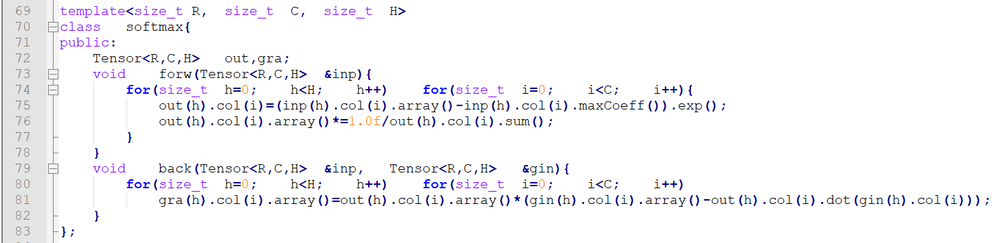 69 template<size_t R,  size_t  C,  size_t  H>
70 class   softmax{
71 public:
72     Tensor<R,C,H>   out,gra;
73     void    forw(Tensor<R,C,H>  &inp){
74         for(size_t  h=0;    h<H;    h++)    for(size_t  i=0;    i<C;    i++){
75             out(h).col(i)=(inp(h).col(i).array()-inp(h).col(i).maxCoeff()).exp();
76             out(h).col(i).array()*=1.0f/out(h).col(i).sum();
77         }
78     }
79     void    back(Tensor<R,C,H>  &inp,   Tensor<R,C,H>   &gin){
80         for(size_t  h=0;    h<H;    h++)    for(size_t  i=0;    i<C;    i++)
81             gra(h).col(i).array()=out(h).col(i).array()*(gin(h).col(i).array()-out(h).col(i).dot(gin(h).col(i)));
82     }
83 };